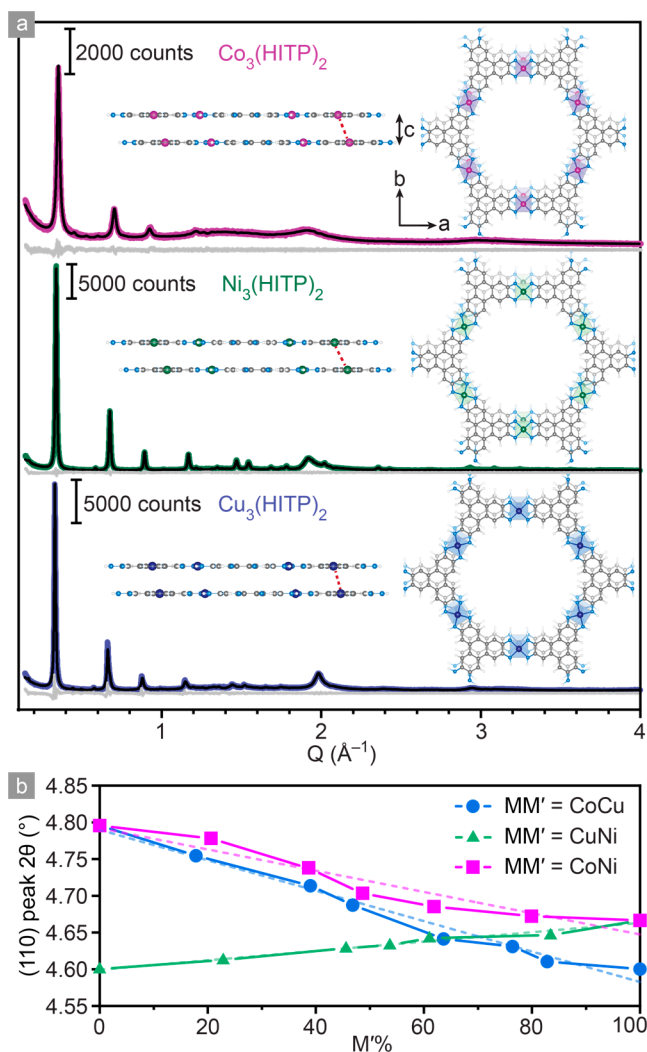 a
2000 counts
Co₃(HITP)₂
c
b
a
5000 counts
Ni₃(HITP)₂
5000 counts
Cu₃(HITP)₂
1
2
3
4
Q (Å⁻¹)
b
4.85
4.80
4.75
4.70
4.65
4.60
4.55
(110) peak 2θ (°)
MM′ = CoCu
MM′ = CuNi
MM′ = CoNi
0
20
40
60
80
100
M′%